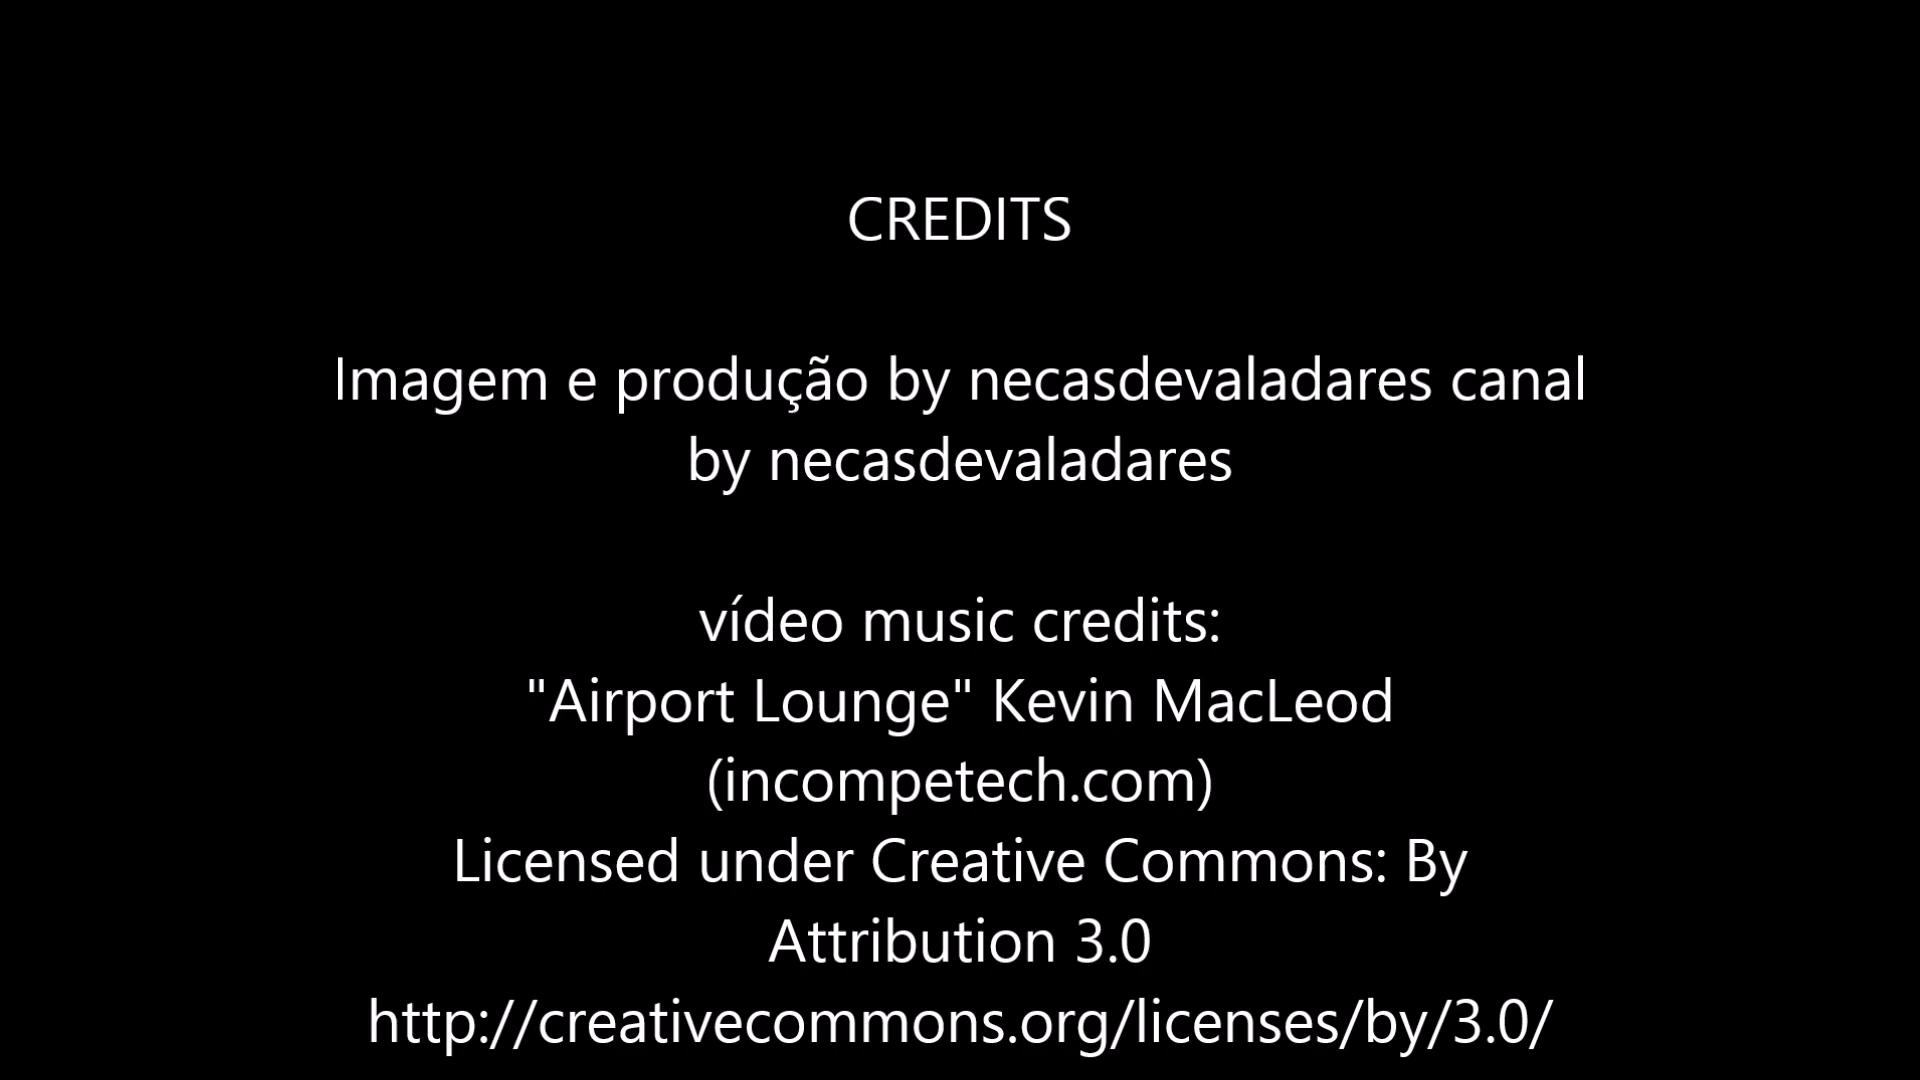 CREDITS
Imagem e produção by necasdevaladares canal
by necasdevaladares
vídeo music credits:
"Airport Lounge" Kevin MacLeod
(incompetech.com)
Licensed under Creative Commons: By
Attribution 3.0
http://creativecommons.org/licenses/by/3.0/